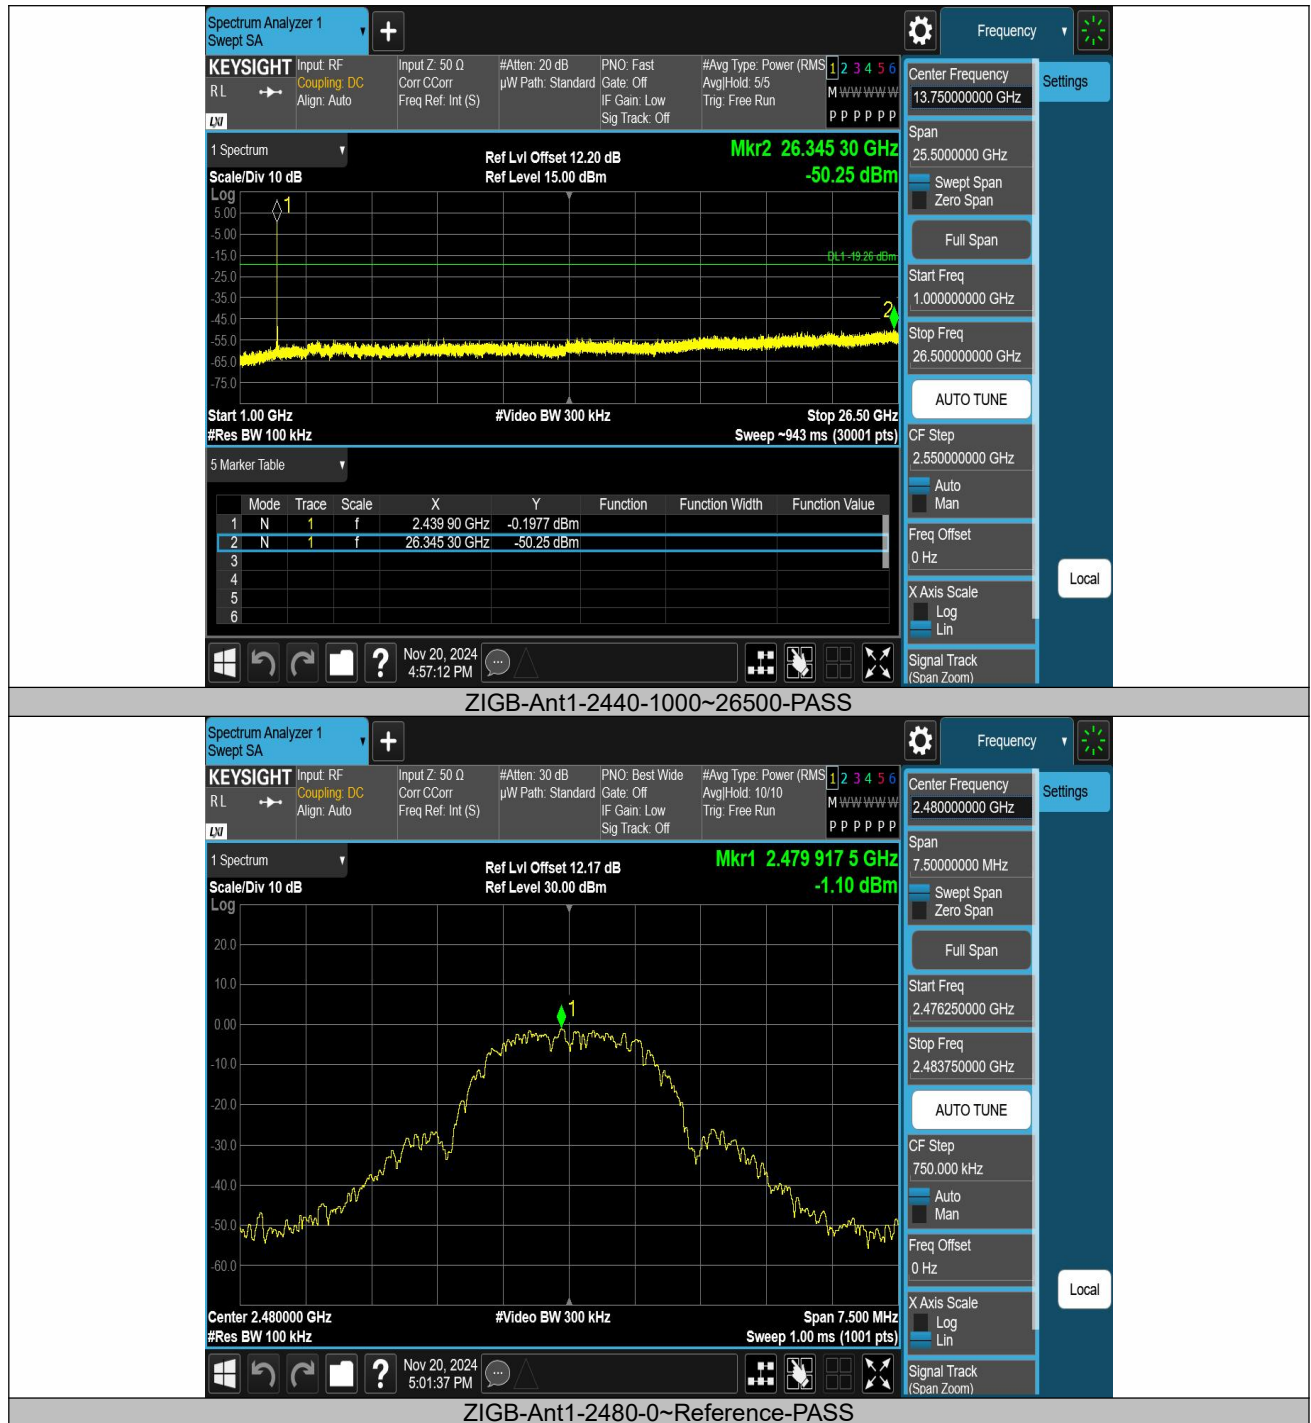 Spectrum Analyzer 1
Swept SA
Frequency
KEYSIGHT
RL
LXI
Input: RF
Coupling: DC
Align: Auto
Input Z: 50 Ω
Corr CCorr
Freq Ref: Int (S)
#Atten: 20 dB
µW Path: Standard
PNO: Fast
Gate: Off
IF Gain: Low
Sig Track: Off
#Avg Type: Power (RMS
Avg|Hold: 5/5
Trig: Free Run
1 2 3 4 5 6
M W W W W W
P P P P P P
1 Spectrum
Scale/Div 10 dB
Ref Lvl Offset 12.20 dB
Ref Level 15.00 dBm
Mkr2 26.345 30 GHz
-50.25 dBm
Log
5.00
-5.00
-15.0
-25.0
-35.0
-45.0
-55.0
-65.0
-75.0
1
DL1 -19.26 dBm
2
Start 1.00 GHz
#Res BW 100 kHz
#Video BW 300 kHz
Stop 26.50 GHz
Sweep ~943 ms (30001 pts)
5 Marker Table
Mode Trace Scale X Y Function Function Width Function Value
1 N 1 f 2.439 90 GHz -0.1977 dBm
2 N 1 f 26.345 30 GHz -50.25 dBm
3
4
5
6
?
Nov 20, 2024
4:57:12 PM
Center Frequency
13.750000000 GHz
Settings
Span
25.5000000 GHz
Swept Span
Zero Span
Full Span
Start Freq
1.000000000 GHz
Stop Freq
26.500000000 GHz
AUTO TUNE
CF Step
2.550000000 GHz
Auto
Man
Freq Offset
0 Hz
Local
X Axis Scale
Log
Lin
Signal Track
(Span Zoom)
ZIGB-Ant1-2440-1000~26500-PASS
Spectrum Analyzer 1
Swept SA
Frequency
KEYSIGHT
RL
LXI
Input: RF
Coupling: DC
Align: Auto
Input Z: 50 Ω
Corr CCorr
Freq Ref: Int (S)
#Atten: 30 dB
µW Path: Standard
PNO: Best Wide
Gate: Off
IF Gain: Low
Sig Track: Off
#Avg Type: Power (RMS
Avg|Hold: 10/10
Trig: Free Run
1 2 3 4 5 6
M W W W W W
P P P P P P
1 Spectrum
Scale/Div 10 dB
Ref Lvl Offset 12.17 dB
Ref Level 30.00 dBm
Mkr1 2.479 917 5 GHz
-1.10 dBm
Log
20.0
10.0
0.00
-10.0
-20.0
-30.0
-40.0
-50.0
-60.0
1
Center 2.480000 GHz
#Res BW 100 kHz
#Video BW 300 kHz
Span 7.500 MHz
Sweep 1.00 ms (1001 pts)
?
Nov 20, 2024
5:01:37 PM
Center Frequency
2.480000000 GHz
Settings
Span
7.50000000 MHz
Swept Span
Zero Span
Full Span
Start Freq
2.476250000 GHz
Stop Freq
2.483750000 GHz
AUTO TUNE
CF Step
750.000 kHz
Auto
Man
Freq Offset
0 Hz
Local
X Axis Scale
Log
Lin
Signal Track
(Span Zoom)
ZIGB-Ant1-2480-0~Reference-PASS